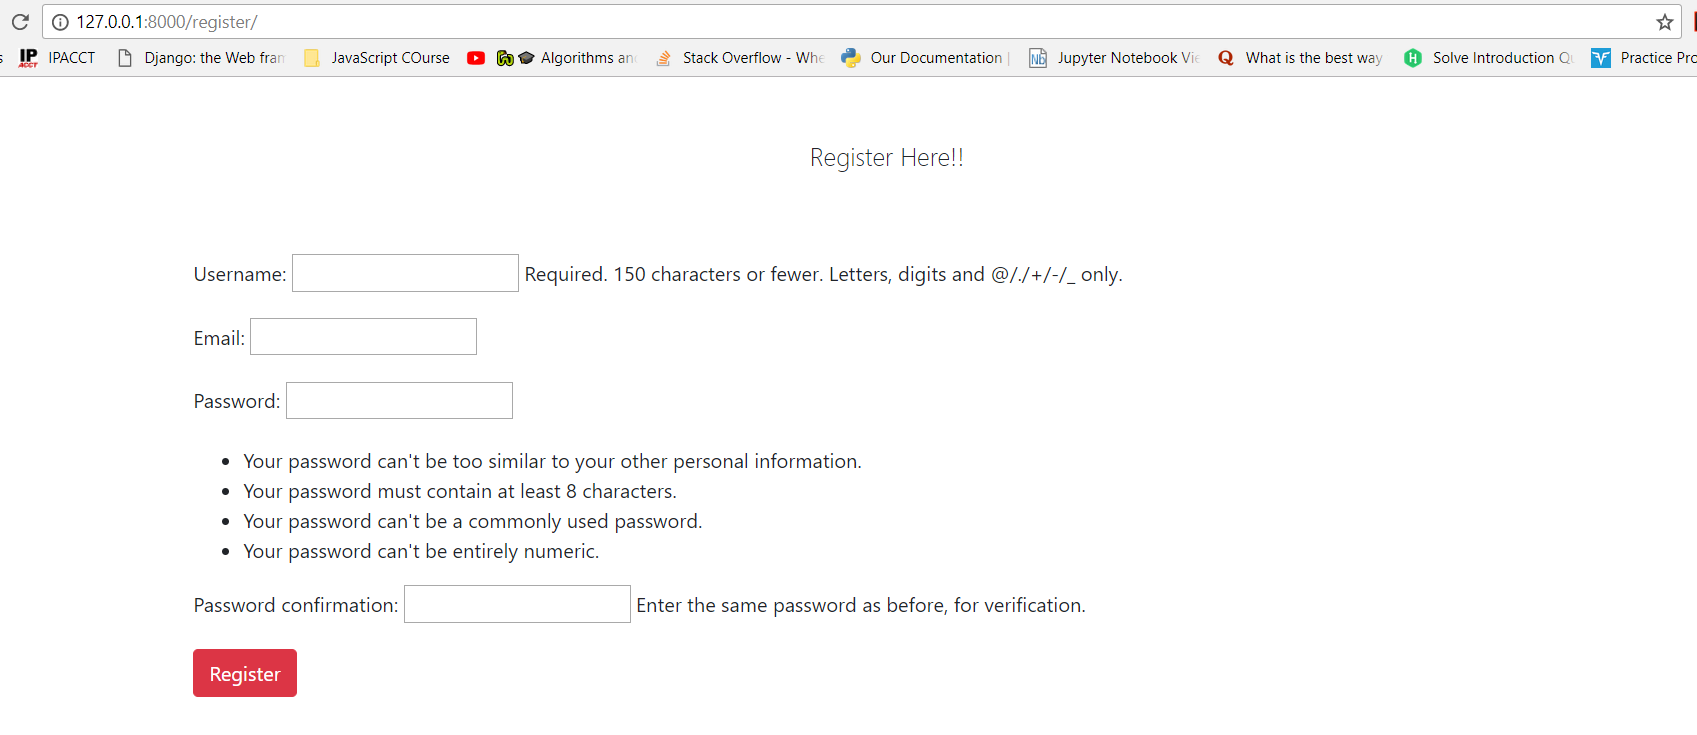 127.0.0.1:8000/register/
s IP ACCT IPACCT Django: the Web fran JavaScript COurse Algorithms an Stack Overflow - Whe Our Documentation | Nb Jupyter Notebook Vie Q What is the best way H Solve Introduction Qu Practice Pro
Register Here!!
Username: Required. 150 characters or fewer. Letters, digits and @/./+/-/_ only.
Email:
Password:
• Your password can't be too similar to your other personal information.
• Your password must contain at least 8 characters.
• Your password can't be a commonly used password.
• Your password can't be entirely numeric.
Password confirmation: Enter the same password as before, for verification.
Register